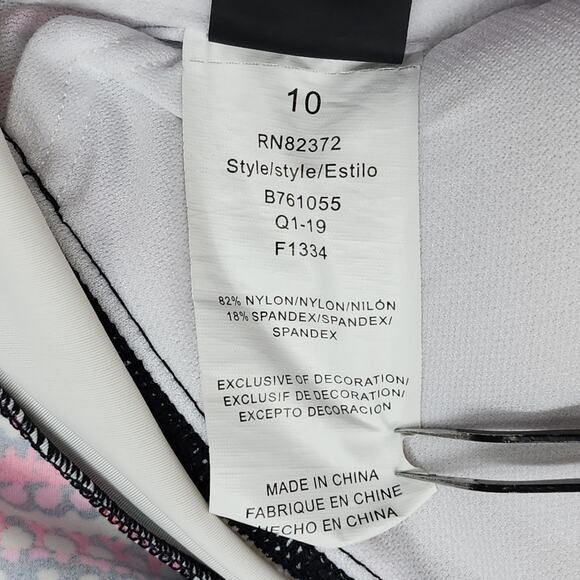 10
RN82372
Style/style/Estilo
B761055
Q1-19
F1334
82% NYLON/NYLON/NILÓN
18% SPANDEX/SPANDEX/
SPANDEX
EXCLUSIVE OF DECORATION/
EXCLUSIF DE DECORATION/
EXCEPTO DECORACION
MADE IN CHINA
FABRIQUE EN CHINE
HECHO EN CHINA